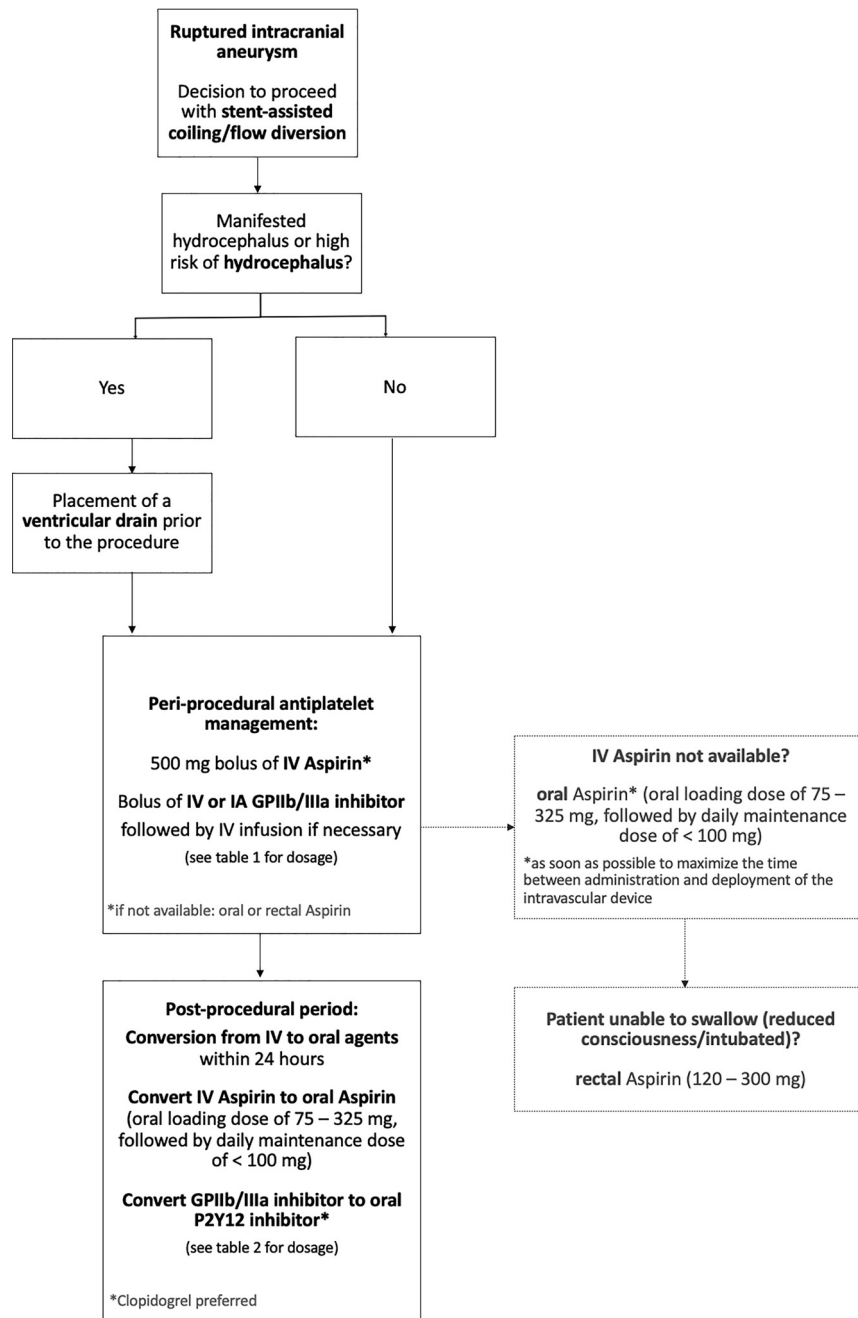 Ruptured intracranial
aneurysm
Decision to proceed
with stent-assisted
coiling/flow diversion
Manifested
hydrocephalus or high
risk of hydrocephalus?
Yes
No
Placement of a
ventricular drain prior
to the procedure
Peri-procedural antiplatelet
management:
500 mg bolus of IV Aspirin*
Bolus of IV or IA GPIIb/IIIa inhibitor
followed by IV infusion if necessary
(see table 1 for dosage)
*if not available: oral or rectal Aspirin
IV Aspirin not available?
oral Aspirin* (oral loading dose of 75 –
325 mg, followed by daily maintenance
dose of < 100 mg)
*as soon as possible to maximize the time
between administration and deployment of the
intravascular device
Patient unable to swallow (reduced
consciousness/intubated)?
rectal Aspirin (120 – 300 mg)
Post-procedural period:
Conversion from IV to oral agents
within 24 hours
Convert IV Aspirin to oral Aspirin
(oral loading dose of 75 – 325 mg,
followed by daily maintenance dose
of < 100 mg)
Convert GPIIb/IIIa inhibitor to oral
P2Y12 inhibitor*
(see table 2 for dosage)
*Clopidogrel preferred